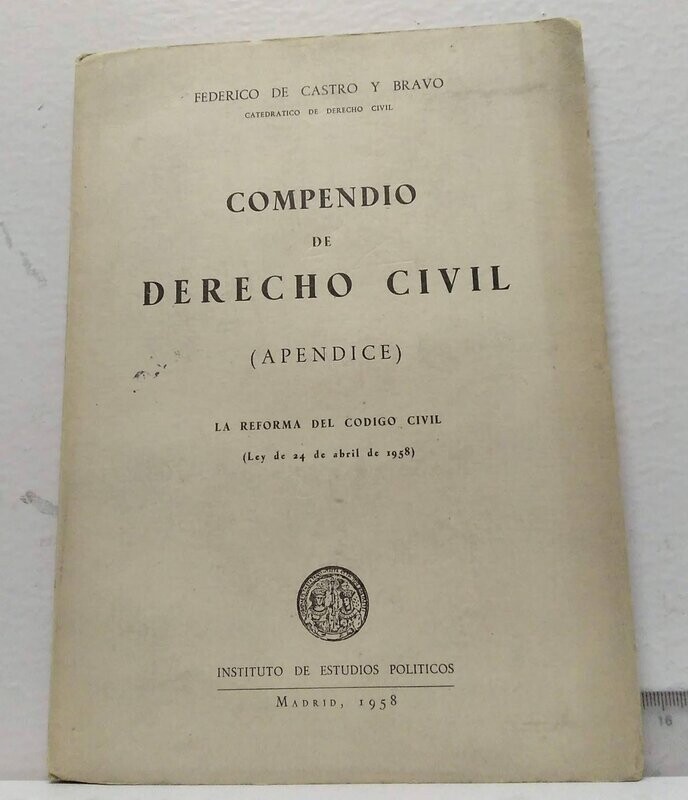 FEDERICO DE CASTRO Y BRAVO
CATEDRATICO DE DERECHO CIVIL
COMPENDIO
DE
DERECHO CIVIL
(APENDICE)
LA REFORMA DEL CODIGO CIVIL
(Ley de 24 de abril de 1958)
INSTITUTO DE ESTUDIOS POLITICOS
MADRID, 1958
16